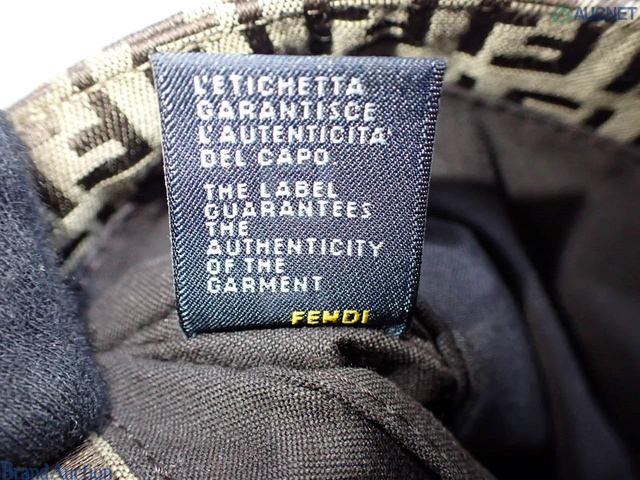 AUCNET
L'ETICHETTA
GARANTISCE
L'AUTENTICITA'
DEL CAPO.
THE LABEL
GUARANTEES
THE
AUTHENTICITY
OF THE
GARMENT
FENDI
Brand Auction